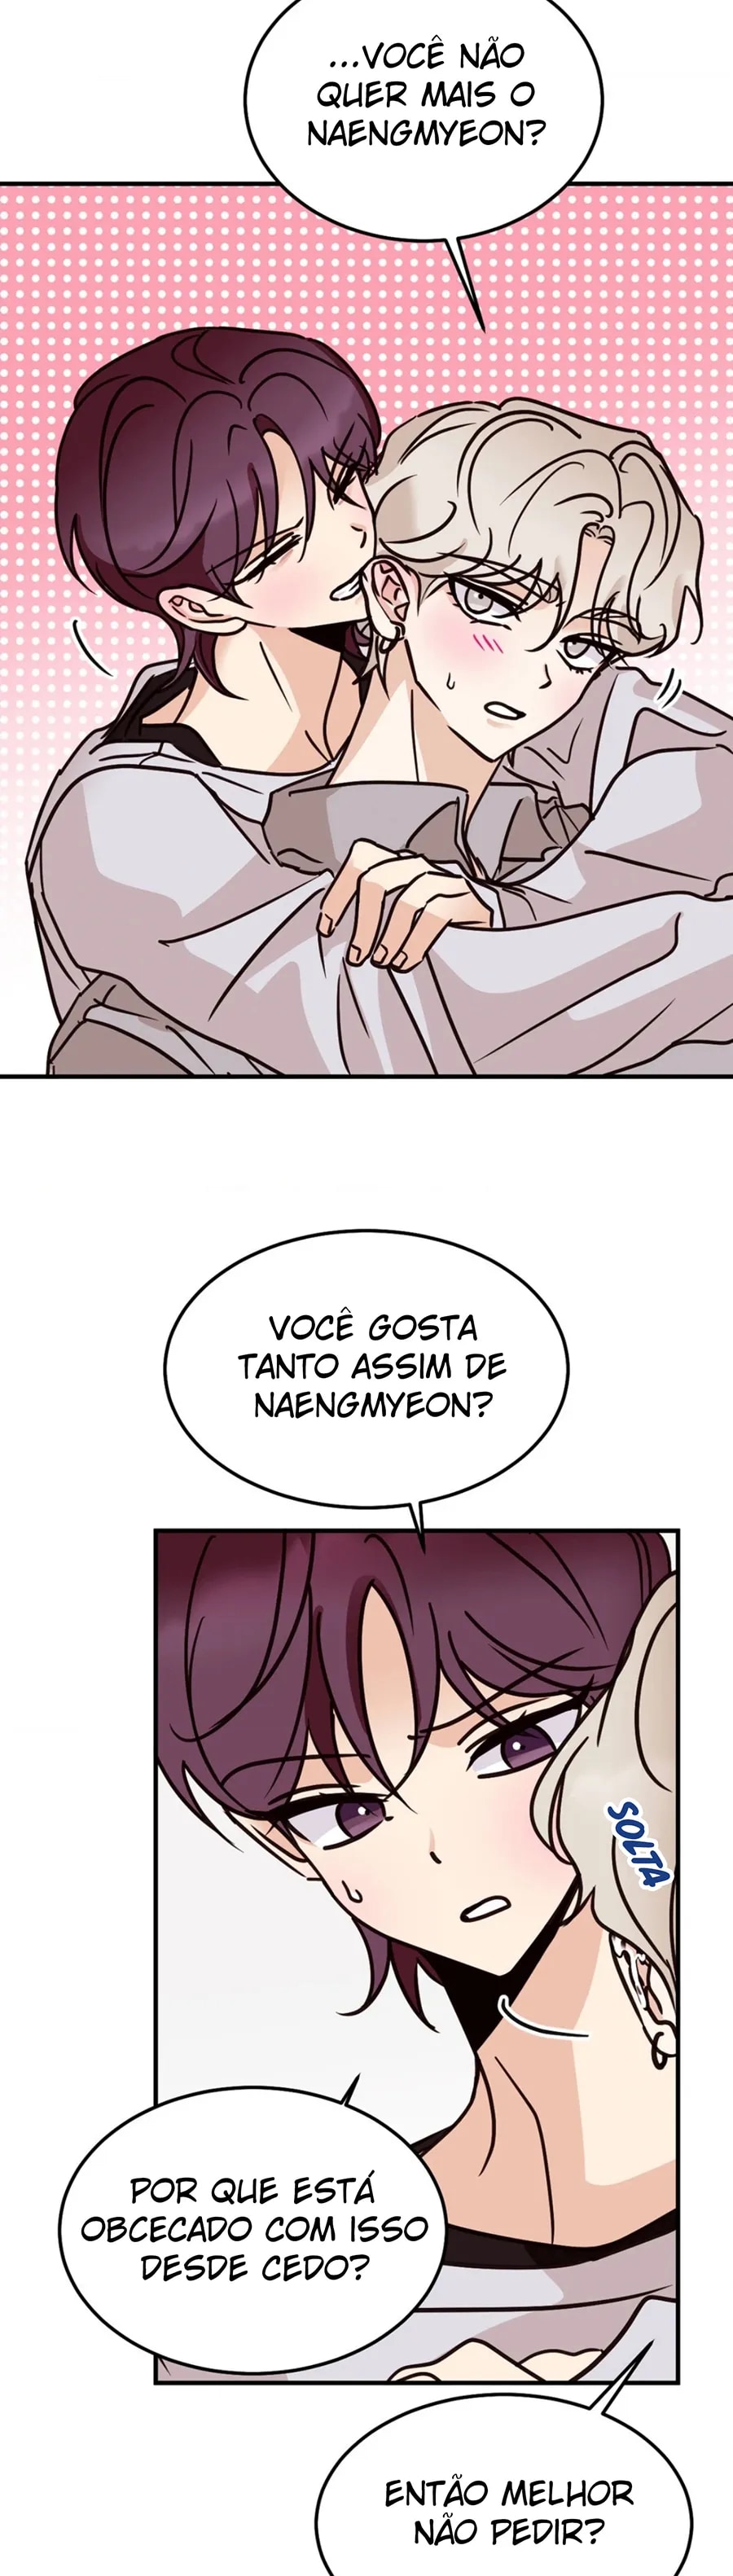 ...VOCÊ NÃO
QUER MAIS O
NAENGMYEON?
VOCÊ GOSTA
TANTO ASSIM DE
NAENGMYEON?
SOLTA
POR QUE ESTÁ
OBCECADO COM ISSO
DESDE CEDO?
ENTÃO MELHOR
NÃO PEDIR?